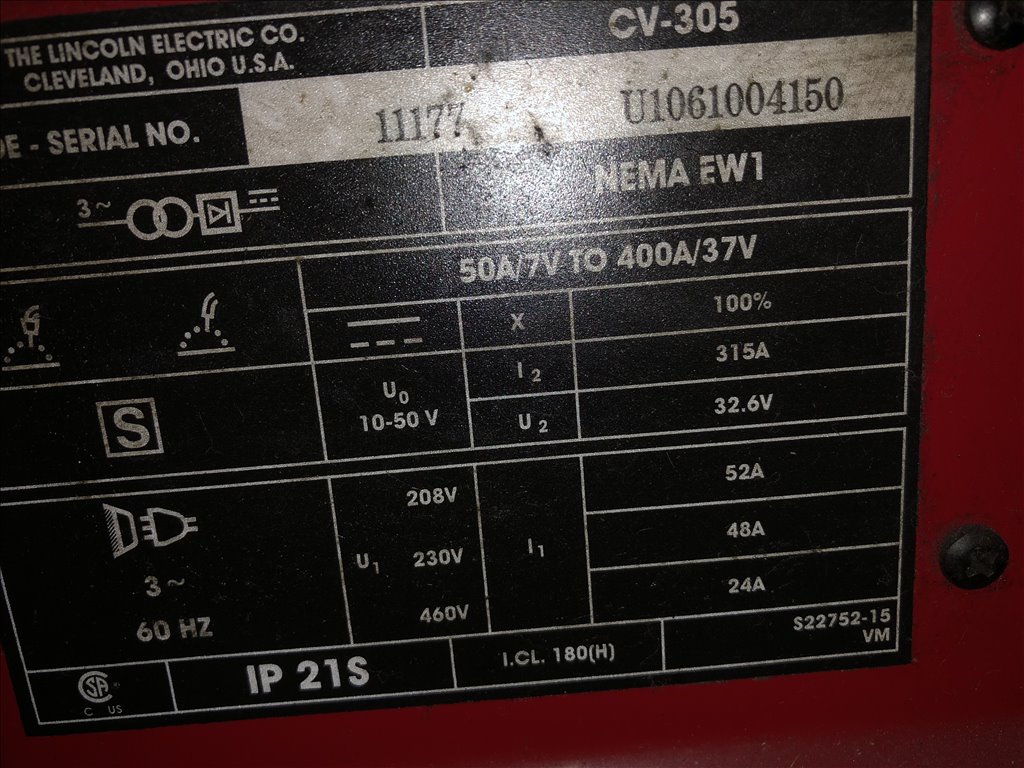 THE LINCOLN ELECTRIC CO.
CLEVELAND, OHIO U.S.A.
CV-305
DE - SERIAL NO. 11177 U1061004150
3~ NEMA EW1
50A/7V TO 400A/37V
X 100%
I2 315A
U0
10-50 V
U2 32.6V
S
208V 52A
U1 230V I1 48A
460V 24A
3~
60 HZ
S22752-15
VM
SA
C US
IP 21S
I.CL. 180(H)